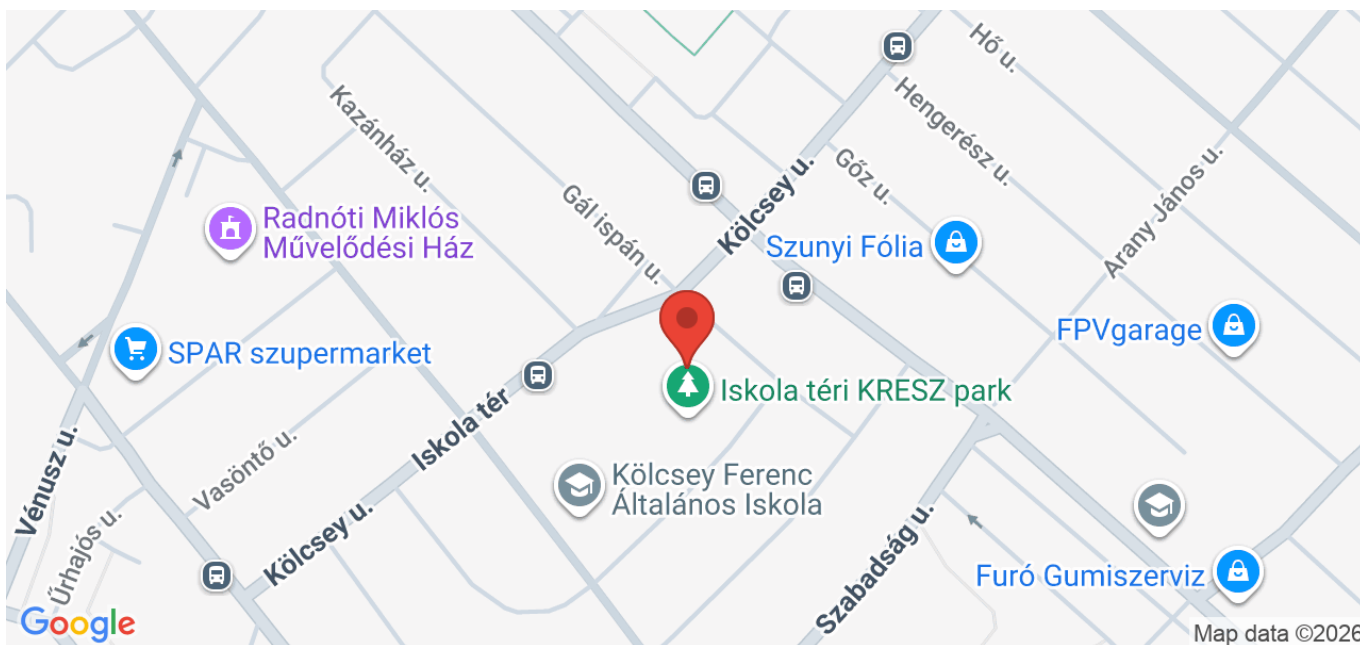 Hő u.
Hengerész u.
Kazánház u.
Gőz u.
Kölcsey u.
Arany János u.
Gál ispán u.
Radnóti Miklós
Művelődési Ház
Szunyi Fólia
FPVgarage
SPAR szupermarket
Iskola téri KRESZ park
Iskola tér
Vasöntő u.
Kölcsey Ferenc
Általános Iskola
Vénusz u.
Kölcsey u.
Szabadság u.
Űrhajós u.
Furó Gumiszerviz
Google
Map data ©2026